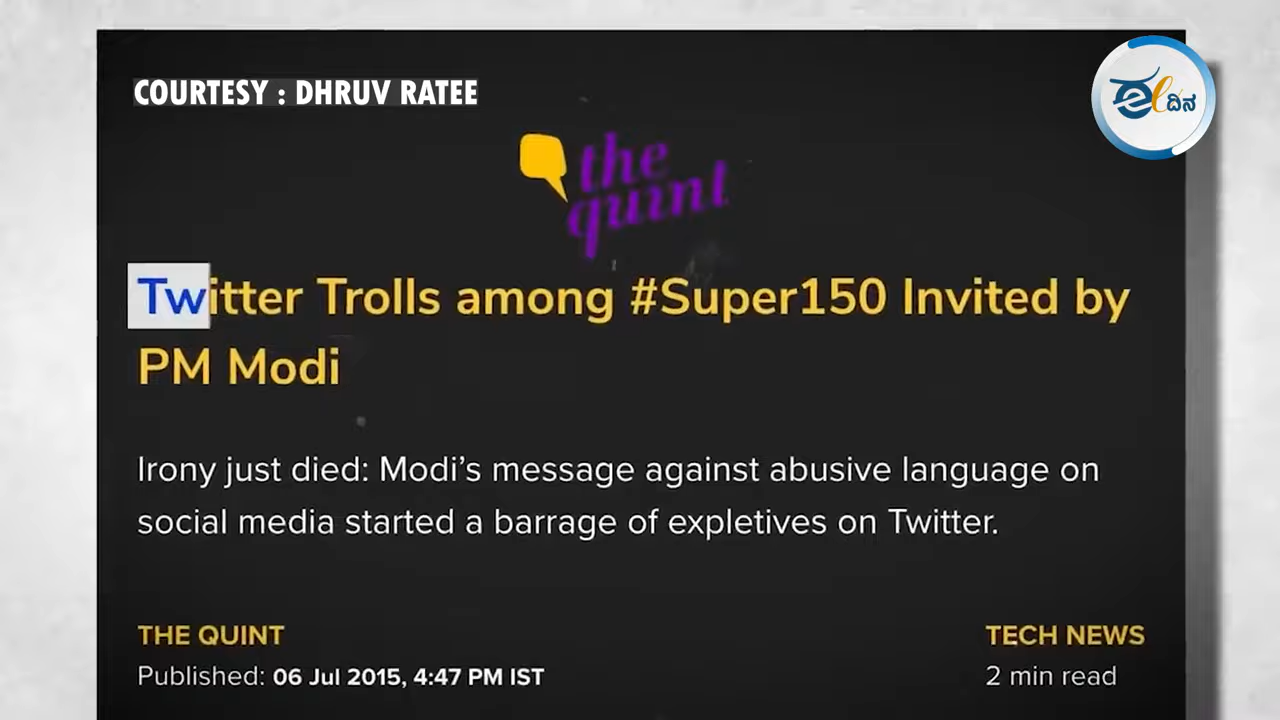 COURTESY : DHRUV RATEE
ಈ e ದಿನ
the
quint
Twitter Trolls among #Super150 Invited by
PM Modi
Irony just died: Modi’s message against abusive language on
social media started a barrage of expletives on Twitter.
THE QUINT
TECH NEWS
Published: 06 Jul 2015, 4:47 PM IST
2 min read